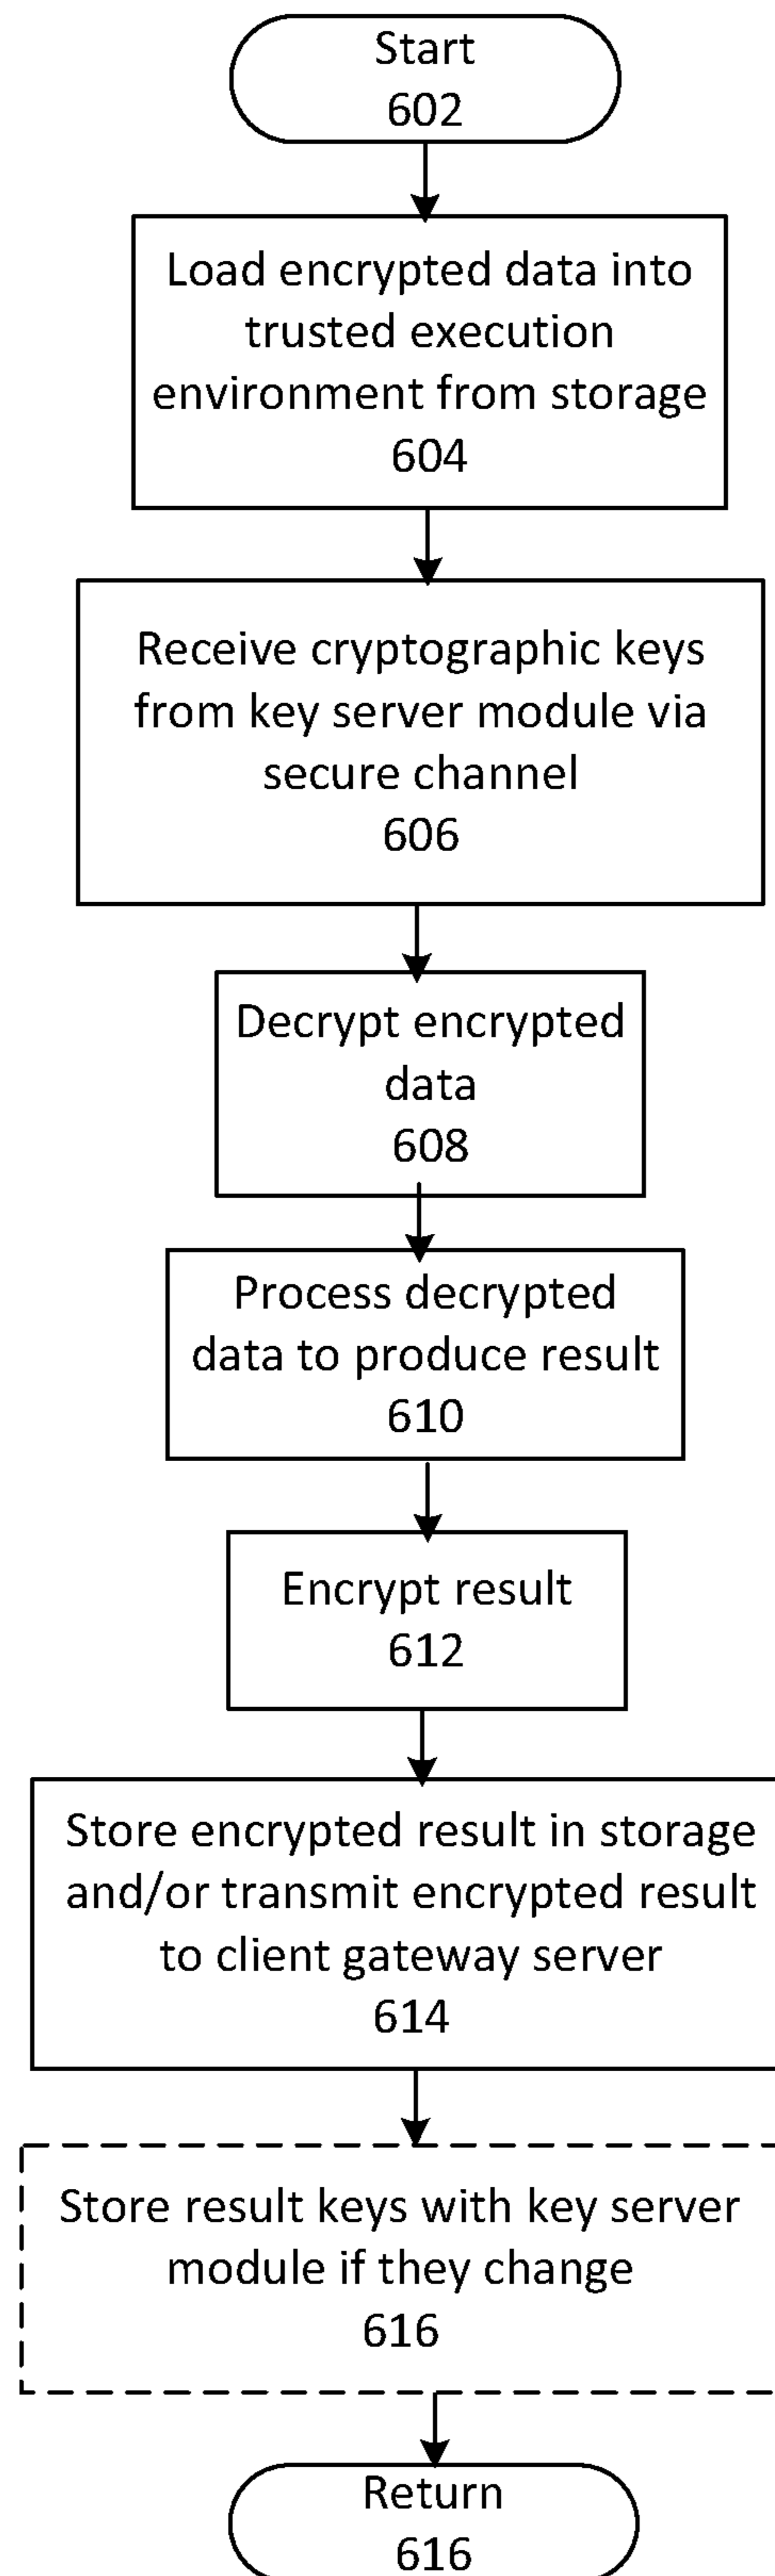 Start
602
Load encrypted data into
trusted execution
environment from storage
604
Receive cryptographic keys
from key server module via
secure channel
606
Decrypt encrypted
data
608
Process decrypted
data to produce result
610
Encrypt result
612
Store encrypted result in storage
and/or transmit encrypted result
to client gateway server
614
Store result keys with key server
module if they change
616
Return
616